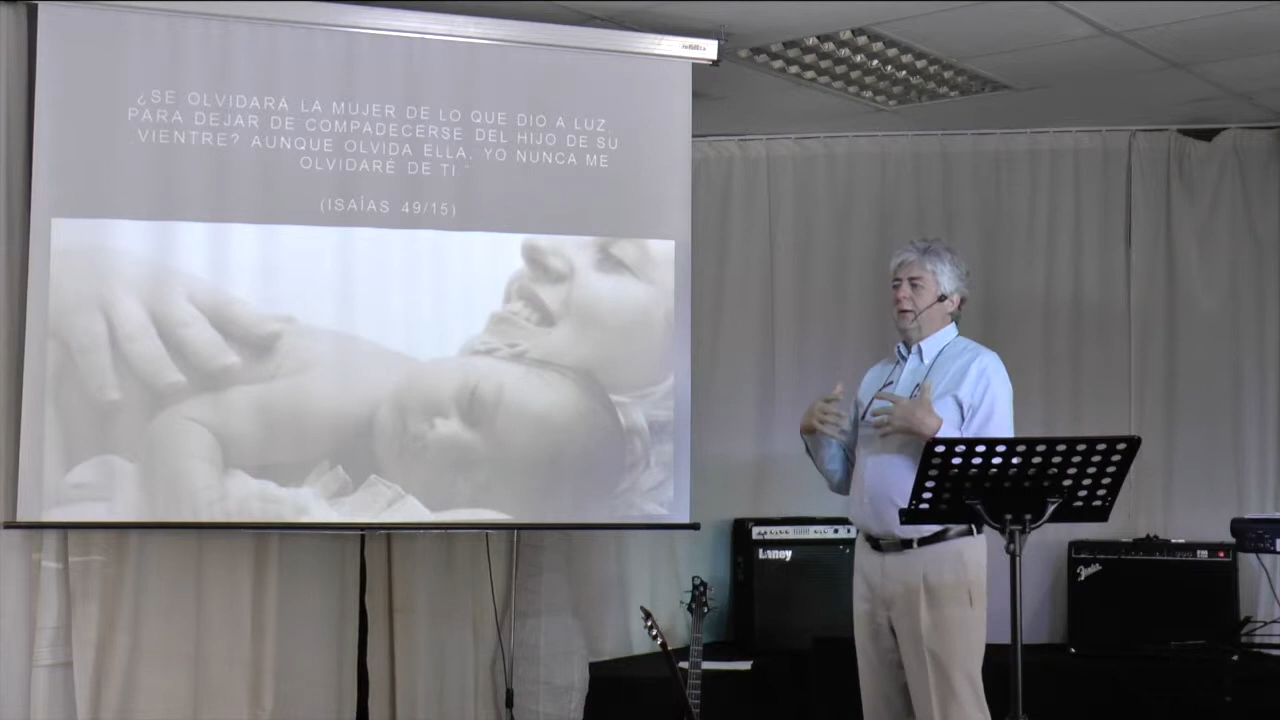 ¿SE OLVIDARÁ LA MUJER DE LO QUE DIO A LUZ,
PARA DEJAR DE COMPADECERSE DEL HIJO DE SU
VIENTRE? AUNQUE OLVIDA ELLA, YO NUNCA ME
OLVIDARÉ DE TI "
(ISAÍAS 49/15)
Laney
Fender